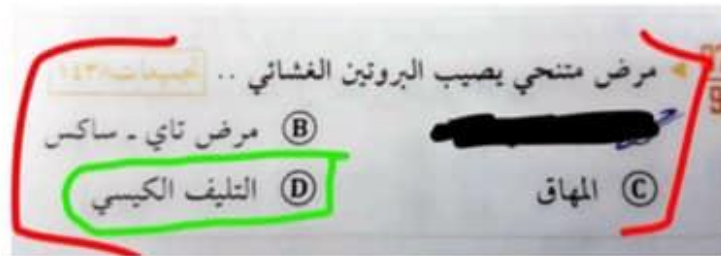 مرض متنحي يصيب البروتين الغشائي ..
B مرض تاي - ساكس
C المهاق
D التليف الكيسي